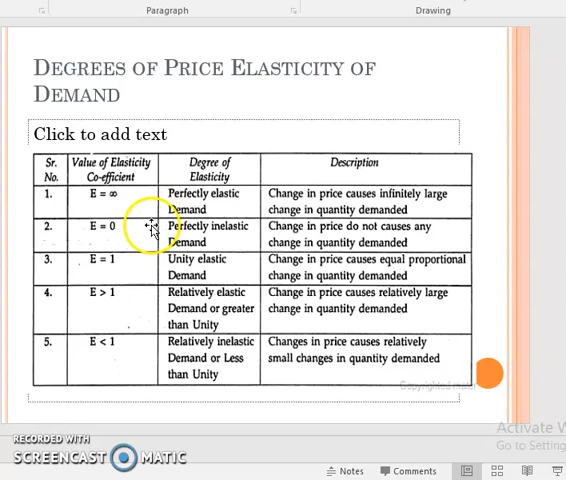 Paragraph
Drawing
DEGREES OF PRICE ELASTICITY OF
DEMAND
Click to add text
Sr. No. Value of Elasticity Co-efficient Degree of Elasticity Description
1. E = ∞ Perfectly elastic Change in price causes infinitely large
Demand change in quantity demanded
2. E = 0 Perfectly inelastic Change in price do not causes any
Demand change in quantity demanded
3. E = 1 Unity elastic Change in price causes equal proportional
Demand change in quantity demanded
4. E > 1 Relatively elastic Change in price causes relatively large
Demand or greater change in quantity demanded
than Unity
5. E < 1 Relatively inelastic Changes in price causes relatively
Demand or Less small changes in quantity demanded
than Unity
Copyrighted mater
Activate W
Go to Setting
RECORDED WITH
SCREENCAST MATIC
Notes
Comments